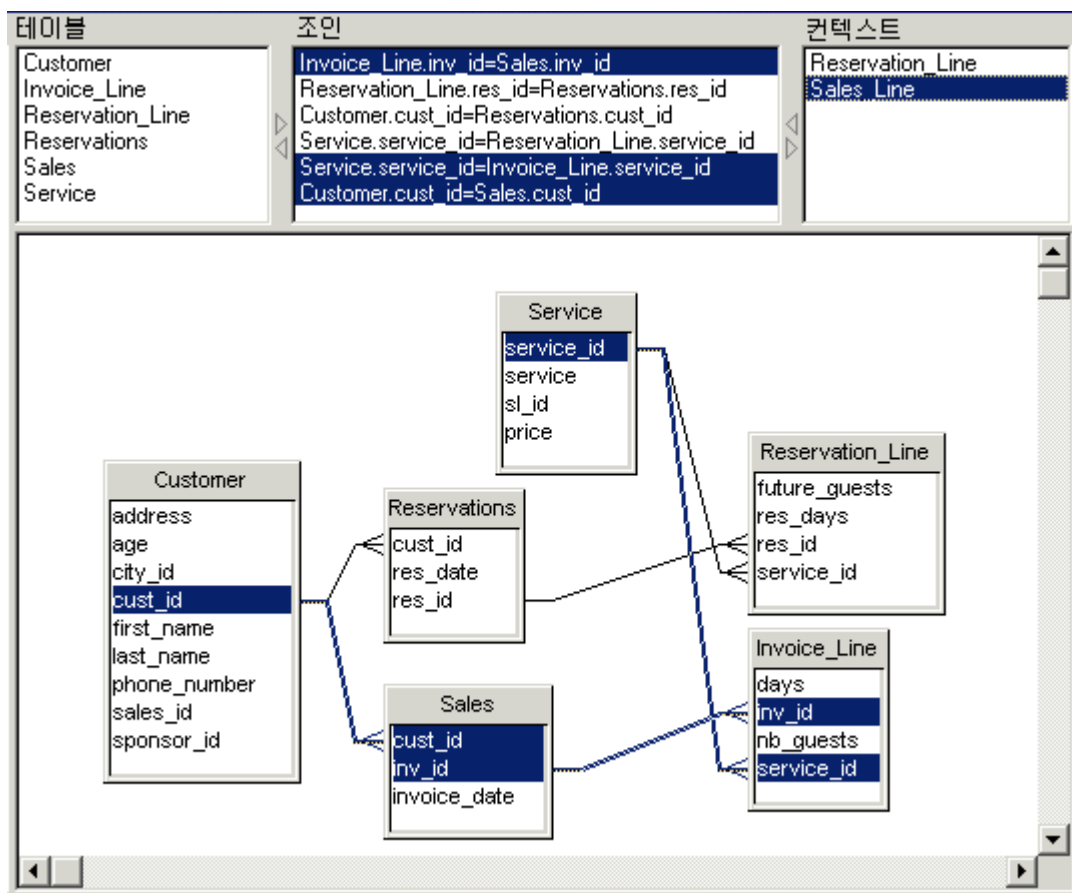 테이블
Customer
Invoice_Line
Reservation_Line
Reservations
Sales
Service
조인
Invoice_Line.inv_id=Sales.inv_id
Reservation_Line.res_id=Reservations.res_id
Customer.cust_id=Reservations.cust_id
Service.service_id=Reservation_Line.service_id
Service.service_id=Invoice_Line.service_id
Customer.cust_id=Sales.cust_id
컨텍스트
Reservation_Line
Sales_Line
Service
service_id
service
sl_id
price
Customer
address
age
city_id
cust_id
first_name
last_name
phone_number
sales_id
sponsor_id
Reservations
cust_id
res_date
res_id
Sales
cust_id
inv_id
invoice_date
Reservation_Line
future_guests
res_days
res_id
service_id
Invoice_Line
days
inv_id
nb_guests
service_id